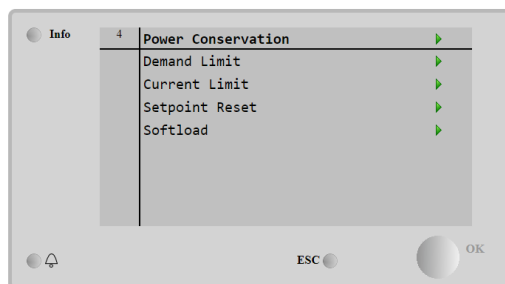 Info
4 Power Conservation
Demand Limit
Current Limit
Setpoint Reset
Softload
ESC
OK